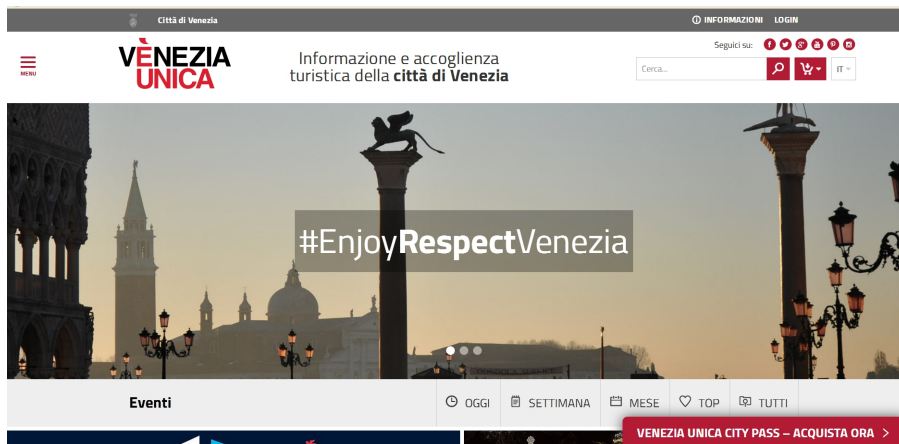 Città di Venezia
INFORMAZIONI LOGIN
MENU
VÈNEZIA
UNICA
Informazione e accoglienza
turistica della città di Venezia
Seguici su:
Cerca...
IT
#EnjoyRespectVenezia
Eventi
OGGI
SETTIMANA
MESE
TOP
TUTTI
VENEZIA UNICA CITY PASS – ACQUISTA ORA >